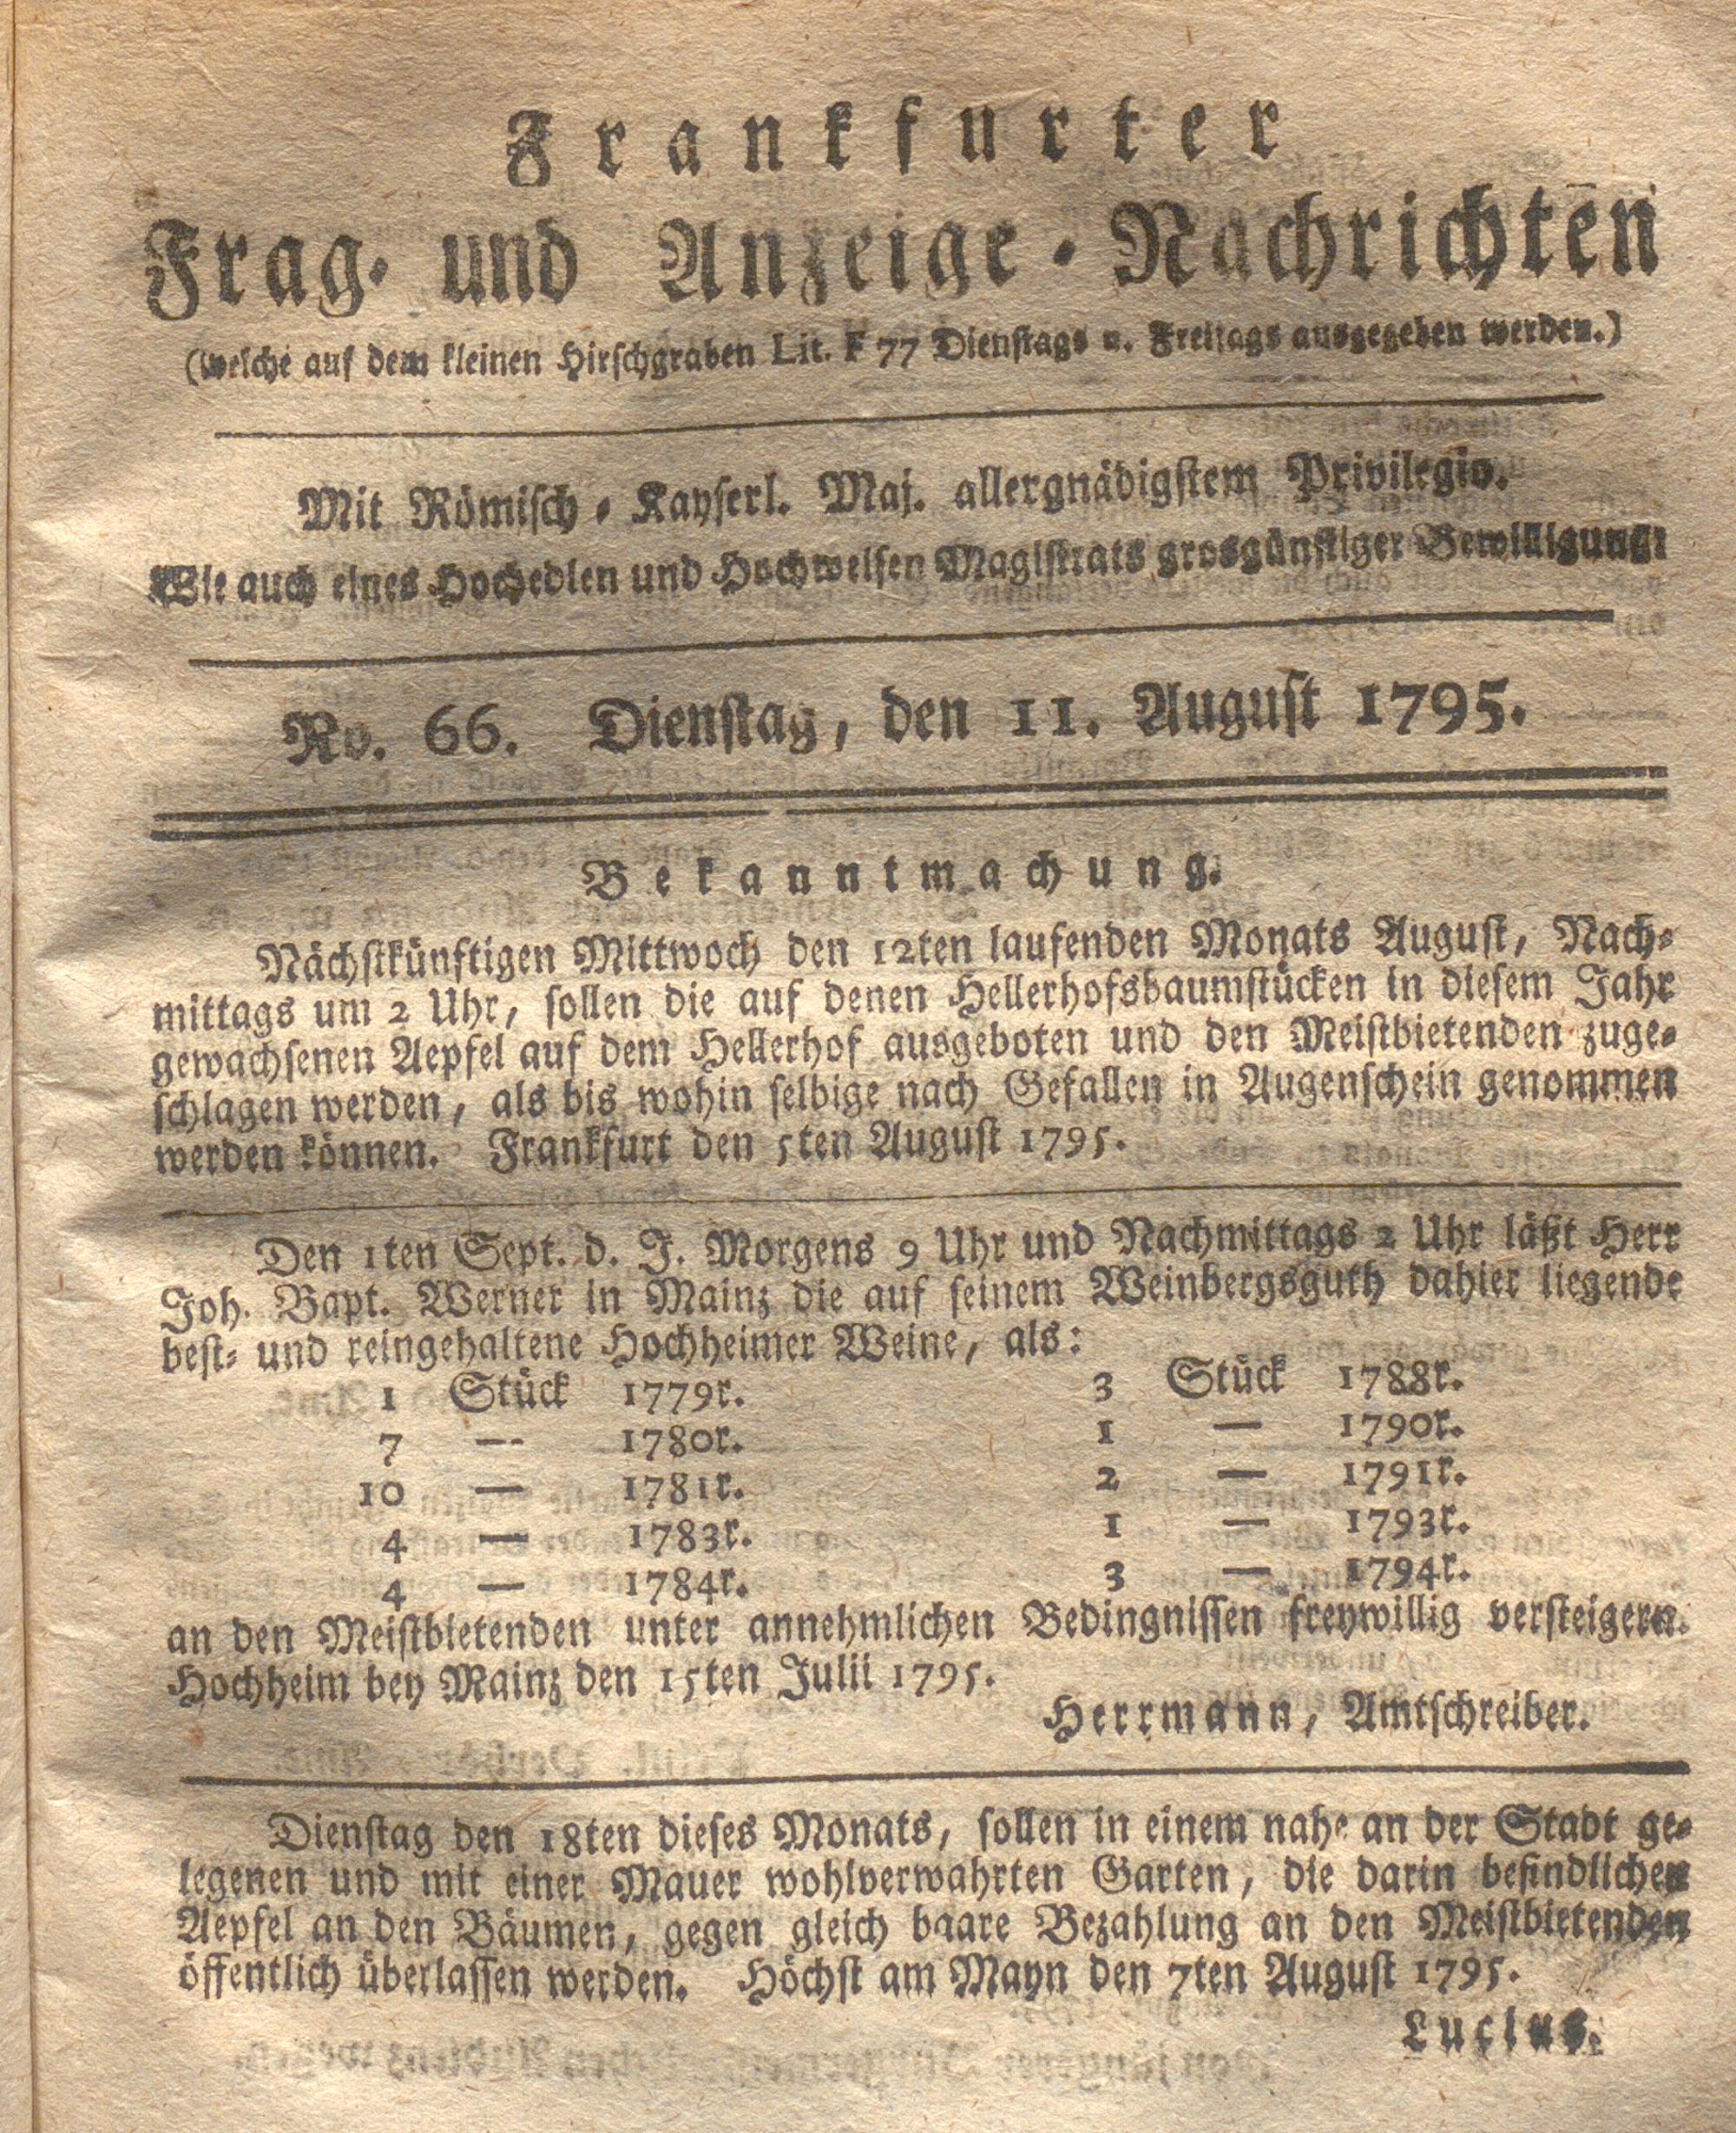 Frankfurter
Frag- und Anzeige-Nachrichten
(welche auf dem kleinen Hirschgraben Lit. F 77 Dienstags u. Freitags ausgegeben werden.)
Mit Römisch-Kayserl. Maj. allergnädigstem Privilegio.
Wie auch eines Hochedlen und Hochweisen Magistrats grosgünstiger Bewilligung:
No. 66. Dienstag, den 11. August 1795.
Bekanntmachung.
Nächstkünftigen Mittwoch den 12ten laufenden Monats August, Nach-
mittags um 2 Uhr, sollen die auf denen Hellerhofsbaumstücken in diesem Jahr
gewachsenen Aepfel auf dem Hellerhof ausgeboten und den Meistbietenden zuge-
schlagen werden, als bis wohin selbige nach Gefallen in Augenschein genommen
werden können. Frankfurt den 5ten August 1795.
Den 1ten Sept. d. J. Morgens 9 Uhr und Nachmittags 2 Uhr läßt Herr
Joh. Bapt. Werner in Mainz die auf seinem Weinbergsguth dahier liegende
best- und reingehaltene Hochheimer Weine, als:
1 Stück 1779r. 3 Stück 1788r.
7 — 1780r. 1 — 1790r.
10 — 1781r. 2 — 1791r.
4 — 1783r. 1 — 1793r.
4 — 1784r. 3 — 1794r.
an den Meistbietenden unter annehmlichen Bedingnissen freywillig versteigern.
Hochheim bey Mainz den 15ten Julii 1795.
Herrmann, Amtschreiber.
Dienstag den 18ten dieses Monats, sollen in einem nahe an der Stadt ge-
legenen und mit einer Mauer wohlverwahrten Garten, die darin befindlichen
Aepfel an den Bäumen, gegen gleich baare Bezahlung an den Meistbietenden
öffentlich überlassen werden. Höchst am Mayn den 7ten August 1795.
Lucius.